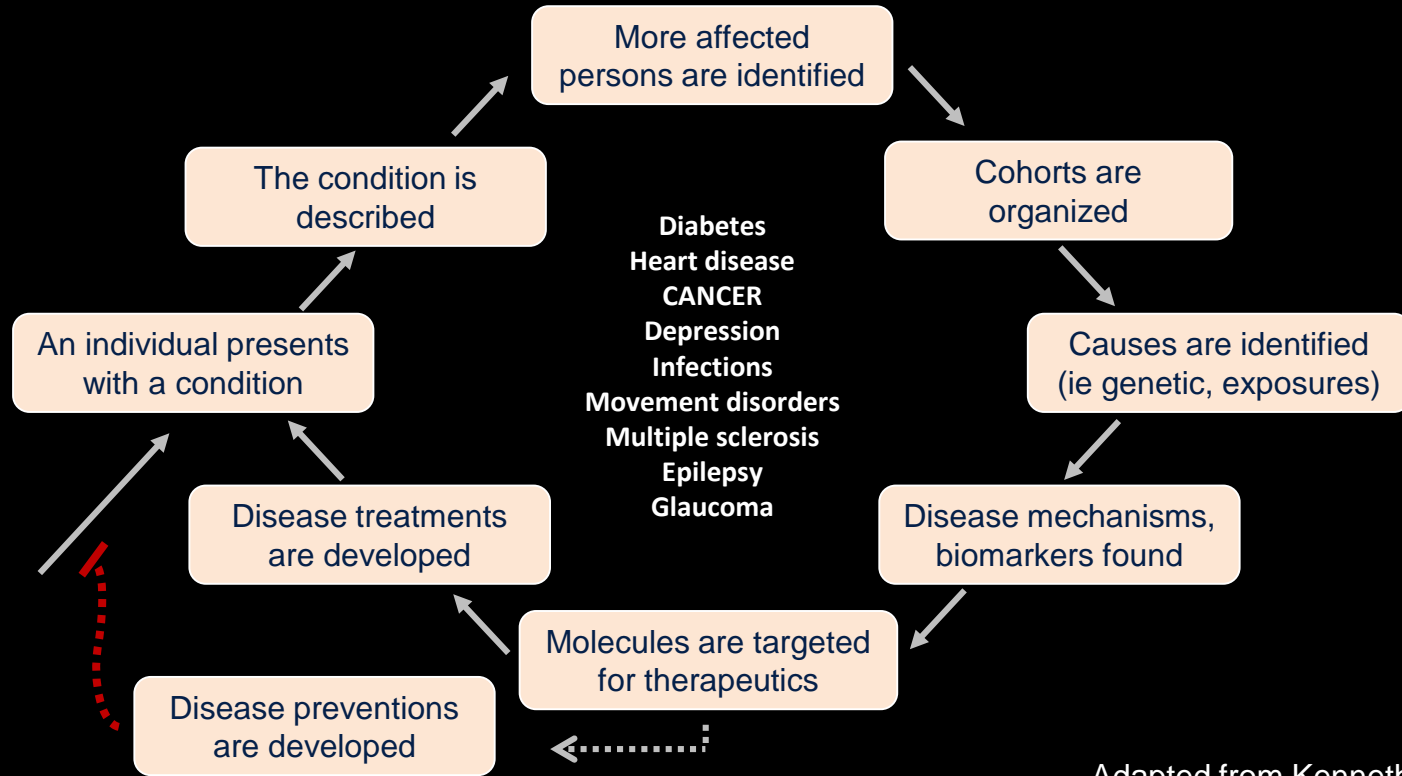 More affected
persons are identified
The condition is
described
Cohorts are
organized
Diabetes
Heart disease
CANCER
Depression
Infections
Movement disorders
Multiple sclerosis
Epilepsy
Glaucoma
An individual presents
with a condition
Causes are identified
(ie genetic, exposures)
Disease treatments
are developed
Disease mechanisms,
biomarkers found
Molecules are targeted
for therapeutics
Disease preventions
are developed
Adapted from